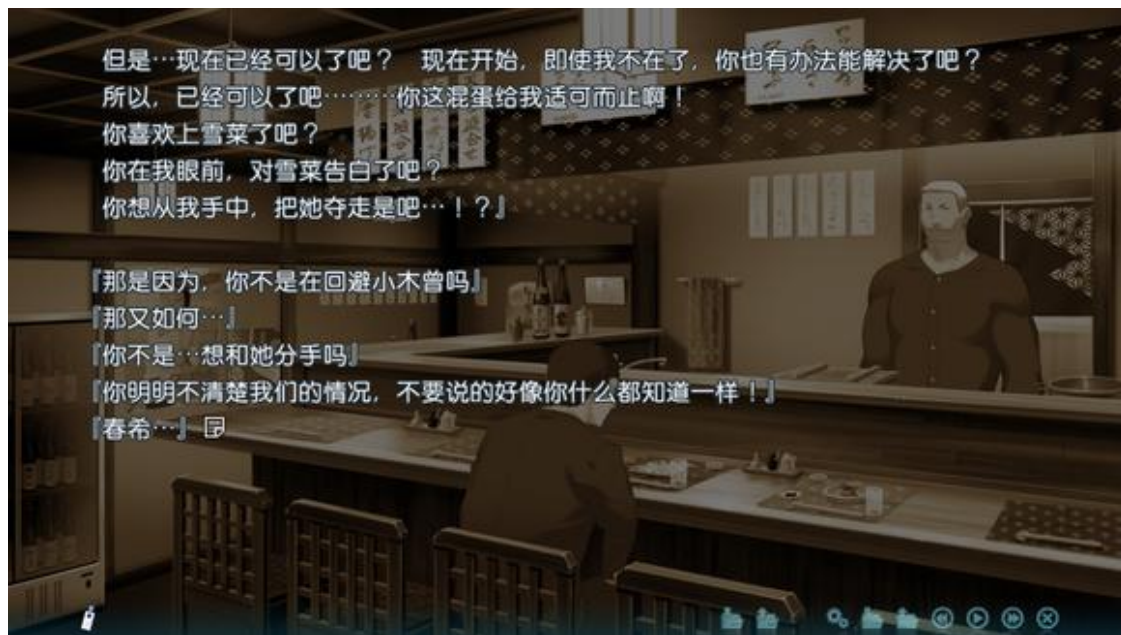 但是…现在已经可以了吧？　现在开始，即使我不在了，你也有办法能解决了吧？
所以，已经可以了吧………你这混蛋给我适可而止啊！
你喜欢上雪菜了吧？
你在我眼前，对雪菜告白了吧？
你想从我手中，把她夺走是吧…！？』
『那是因为，你不是在回避小木曾吗』
『那又如何…』
『你不是…想和她分手吗』
『你明明不清楚我们的情况，不要说的好像你什么都知道一样！』
『春希…』